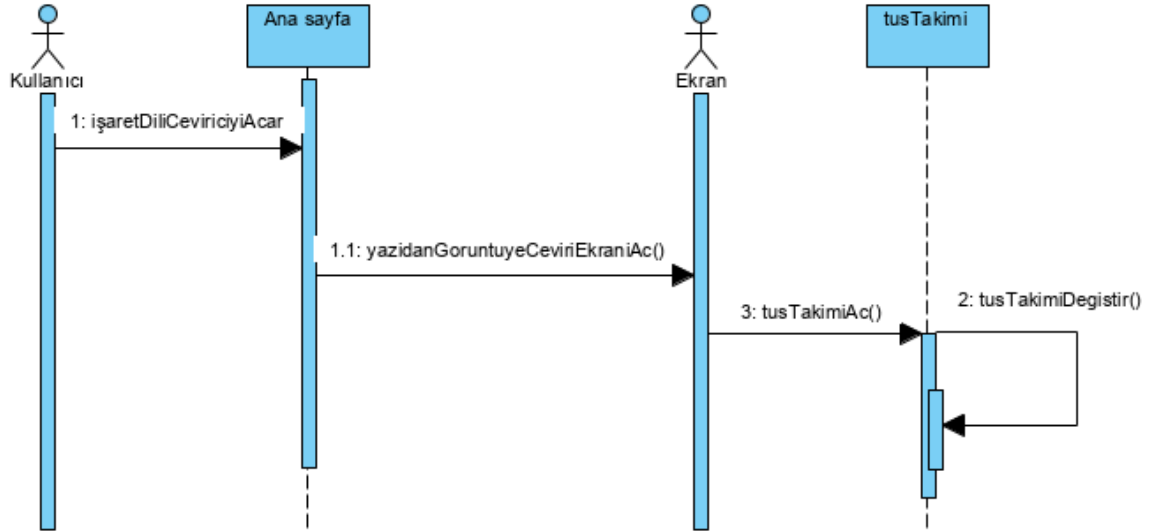 Ana sayfa
tusTakimi
Kullanıcı
Ekran
1: işaretDiliCeviriciyiAcar
1.1: yazidanGoruntuyeCeviriEkraniAc()
2: tusTakimiDegistir()
3: tusTakimiAc()